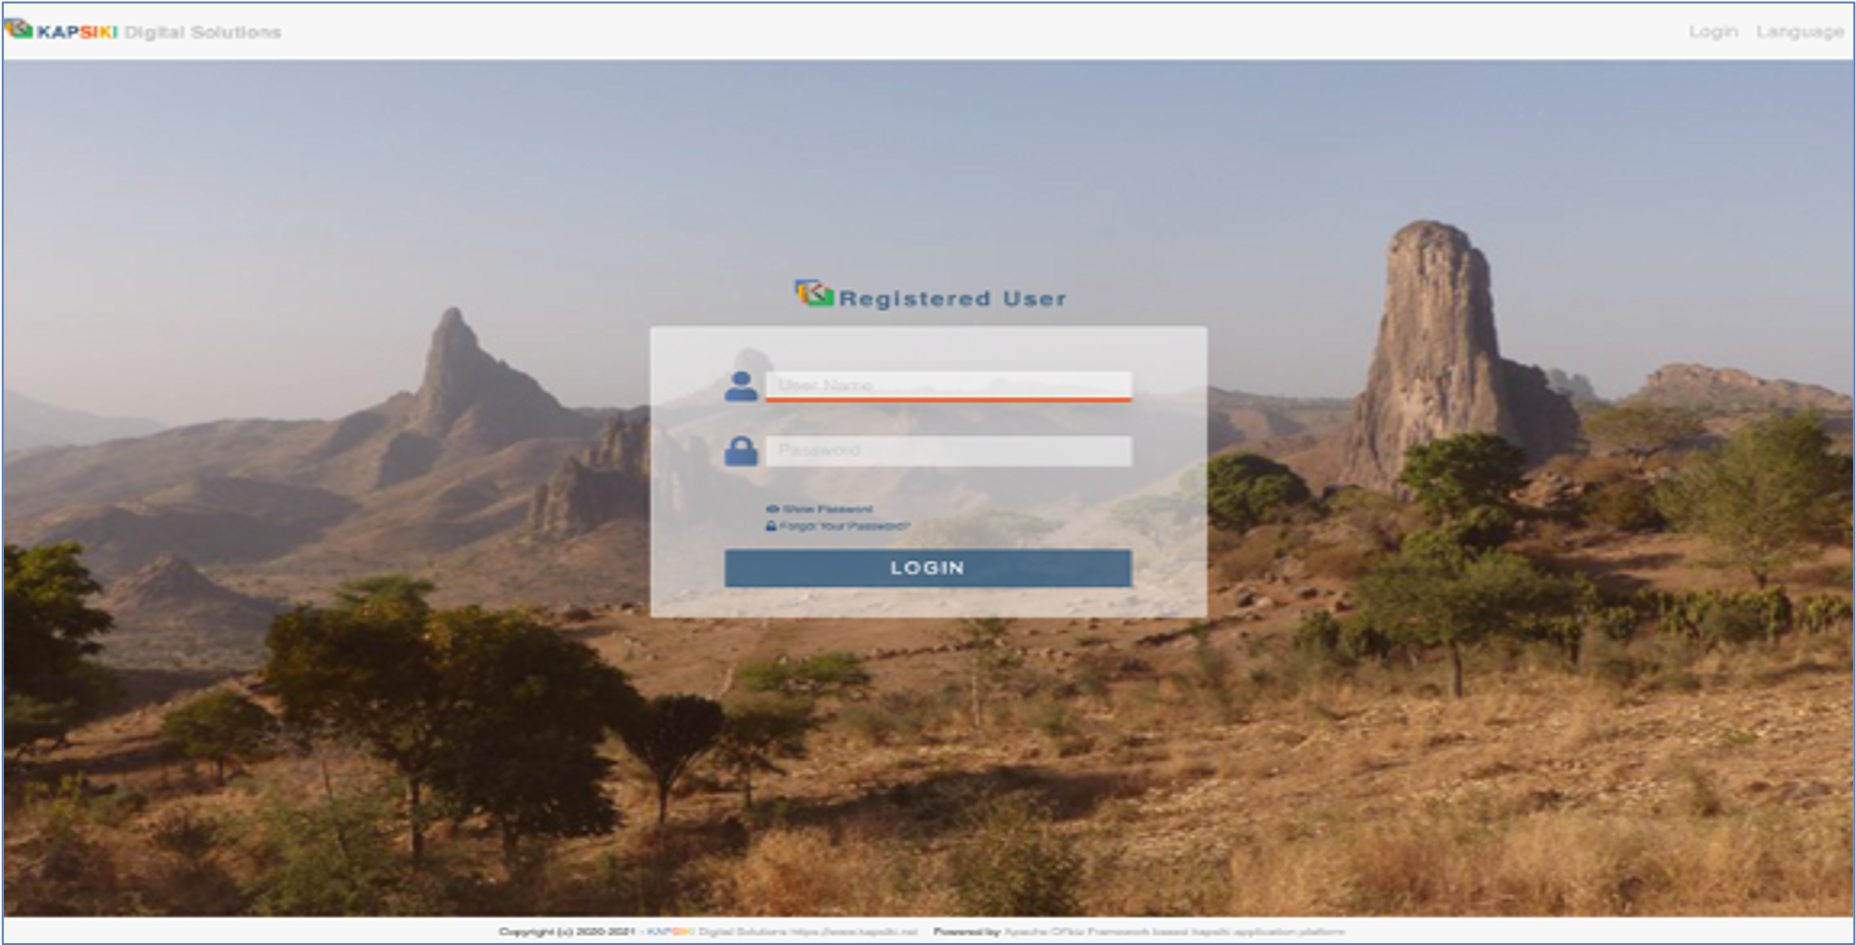 KAPSIKI Digital Solutions
Login Language
Registered User
User Name
Password
Show Password
Forgot Your Password?
LOGIN
Copyright (c) 2020-2021 - KAPSIKI Digital Solutions https://www.kapsiki.net Powered by Apache OFBiz Framework based kapsiki application platform